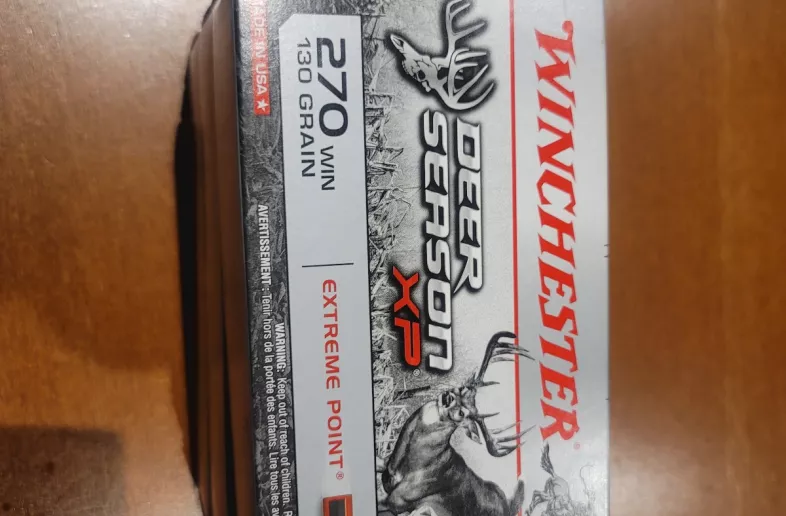 WINCHESTER®
DEER
SEASON
XP®
270 WIN
130 GRAIN
EXTREME POINT®
MADE IN USA
WARNING: Keep out of reach of children.
AVERTISSEMENT : Tenir hors de la portée des enfants. Lire tous les